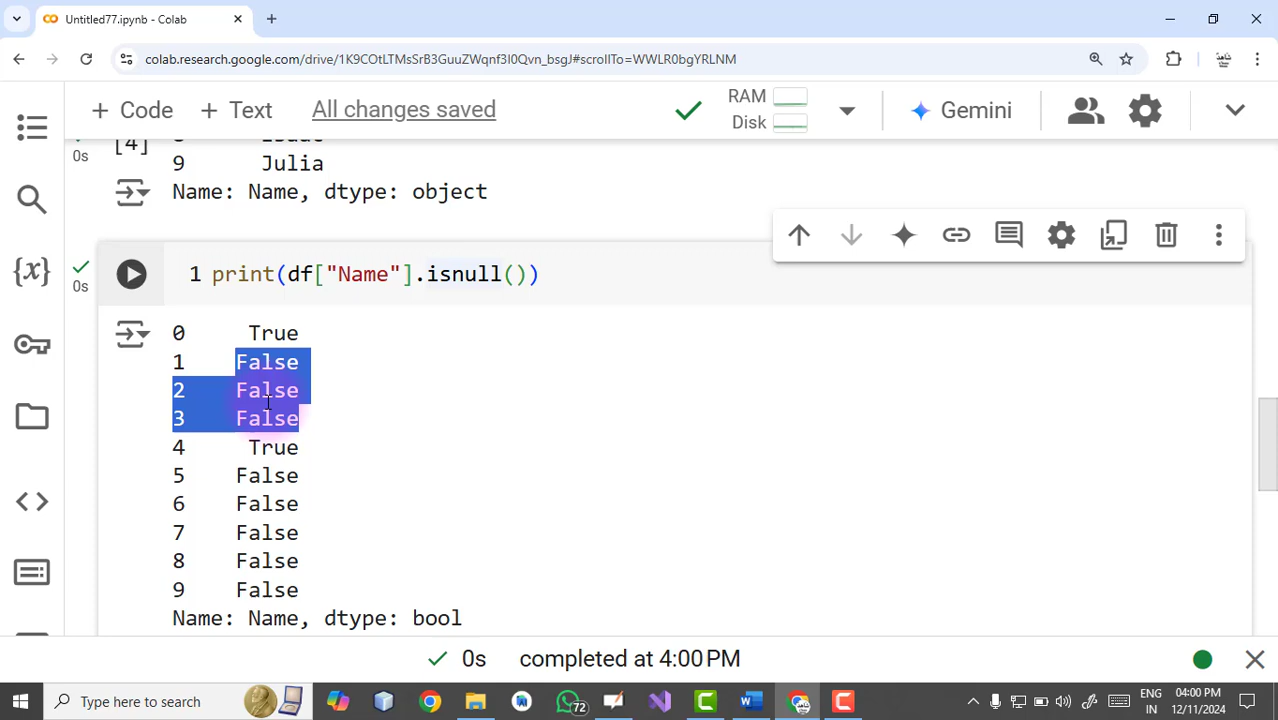 Untitled77.ipynb - Colab
colab.research.google.com/drive/1K9COtLTMsSrB3GuuZWqnf3I0Qvn_bsgJ#scrollTo=WWLR0bgYRLNM
+ Code + Text All changes saved RAM Disk Gemini
[4]
0s
9 Julia
Name: Name, dtype: object
0s
1 print(df["Name"].isnull())
0 True
1 False
2 False
3 False
4 True
5 False
6 False
7 False
8 False
9 False
Name: Name, dtype: bool
0s completed at 4:00 PM
Type here to search
72
ENG
IN
04:00 PM
12/11/2024